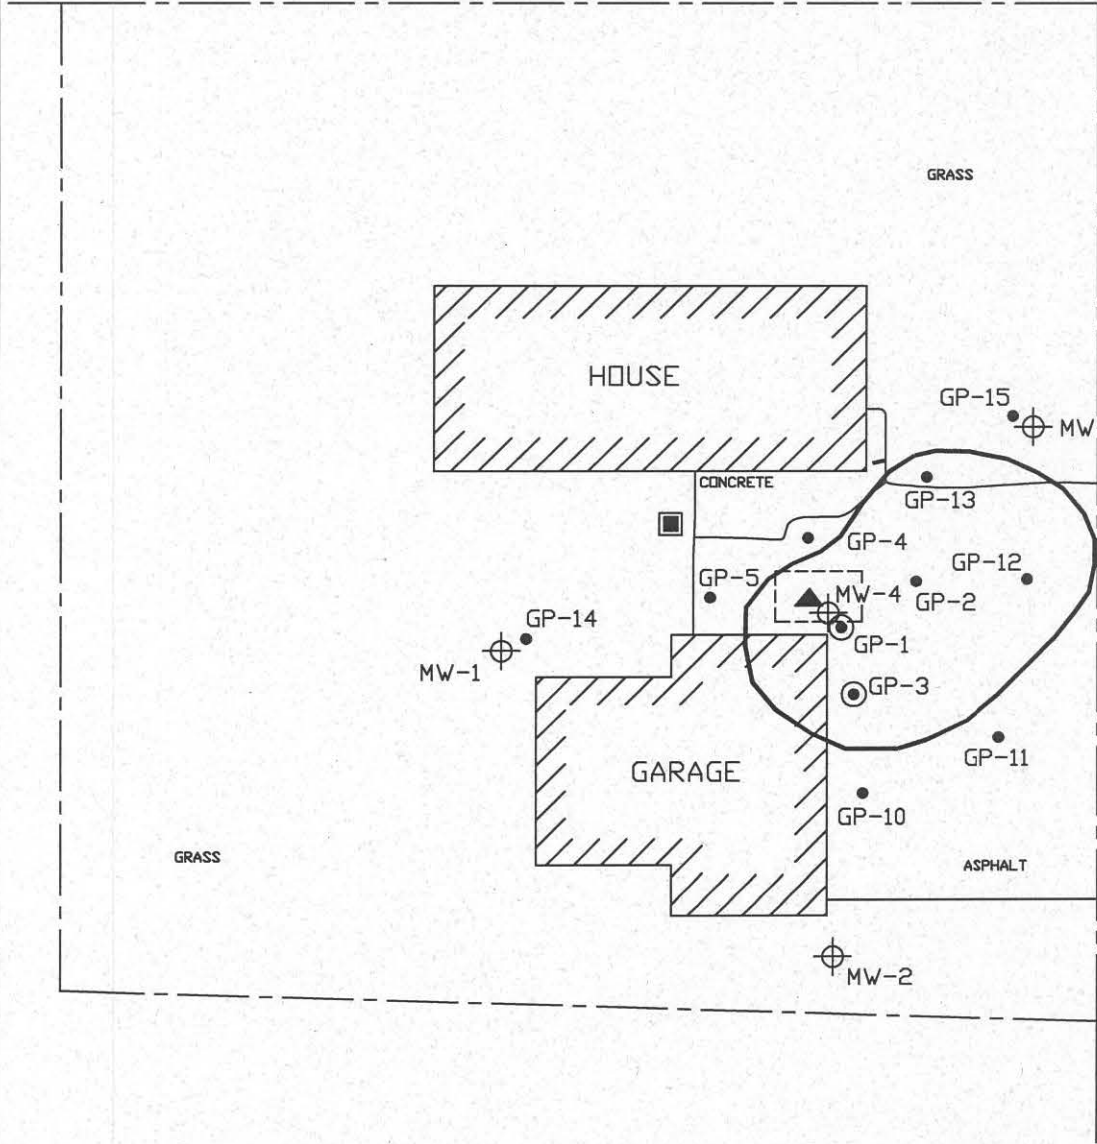 GRASS
HOUSE
GP-15
MW
CONCRETE
GP-13
GP-4
GP-12
GP-5
MW-4
GP-2
GP-14
GP-1
MW-1
GP-3
GP-11
GARAGE
GP-10
GRASS
ASPHALT
MW-2